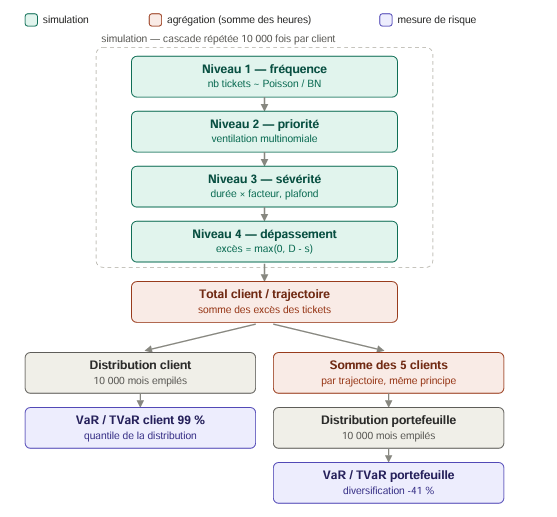 simulation
agrégation (somme des heures)
mesure de risque
simulation — cascade répétée 10 000 fois par client
Niveau 1 — fréquence
nb tickets ~ Poisson / BN
Niveau 2 — priorité
ventilation multinomiale
Niveau 3 — sévérité
durée × facteur, plafond
Niveau 4 — dépassement
excès = max(0, D - s)
Total client / trajectoire
somme des excès des tickets
Distribution client
10 000 mois empilés
Somme des 5 clients
par trajectoire, même principe
VaR / TVaR client 99 %
quantile de la distribution
Distribution portefeuille
10 000 mois empilés
VaR / TVaR portefeuille
diversification -41 %